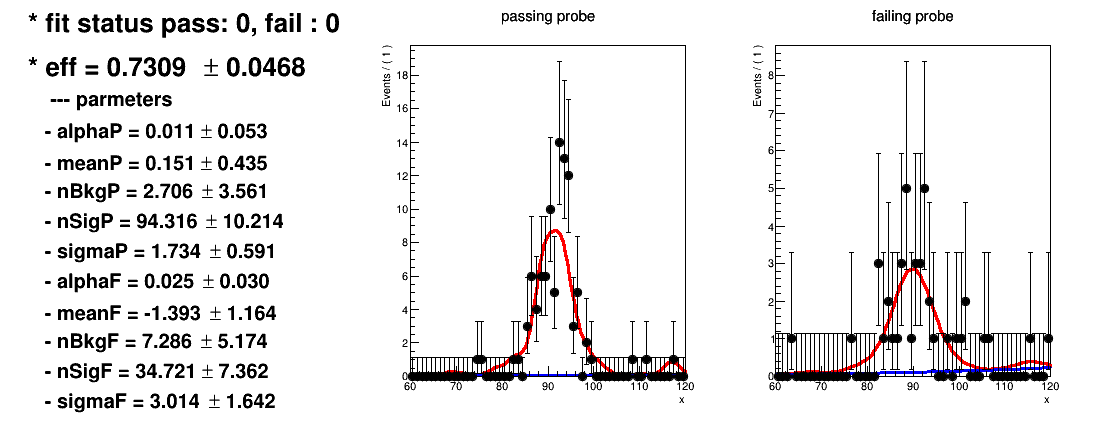 * fit status pass: 0, fail : 0
* eff = 0.7309 ± 0.0468
--- parmeters
- alphaP = 0.011 ± 0.053
- meanP = 0.151 ± 0.435
- nBkgP = 2.706 ± 3.561
- nSigP = 94.316 ± 10.214
- sigmaP = 1.734 ± 0.591
- alphaF = 0.025 ± 0.030
- meanF = -1.393 ± 1.164
- nBkgF = 7.286 ± 5.174
- nSigF = 34.721 ± 7.362
- sigmaF = 3.014 ± 1.642
passing probe
Events / ( 1 )
18
16
14
12
10
8
6
4
2
0
60 70 80 90 100 110 120
x
failing probe
Events / ( 1 )
8
7
6
5
4
3
2
1
0
60 70 80 90 100 110 120
x